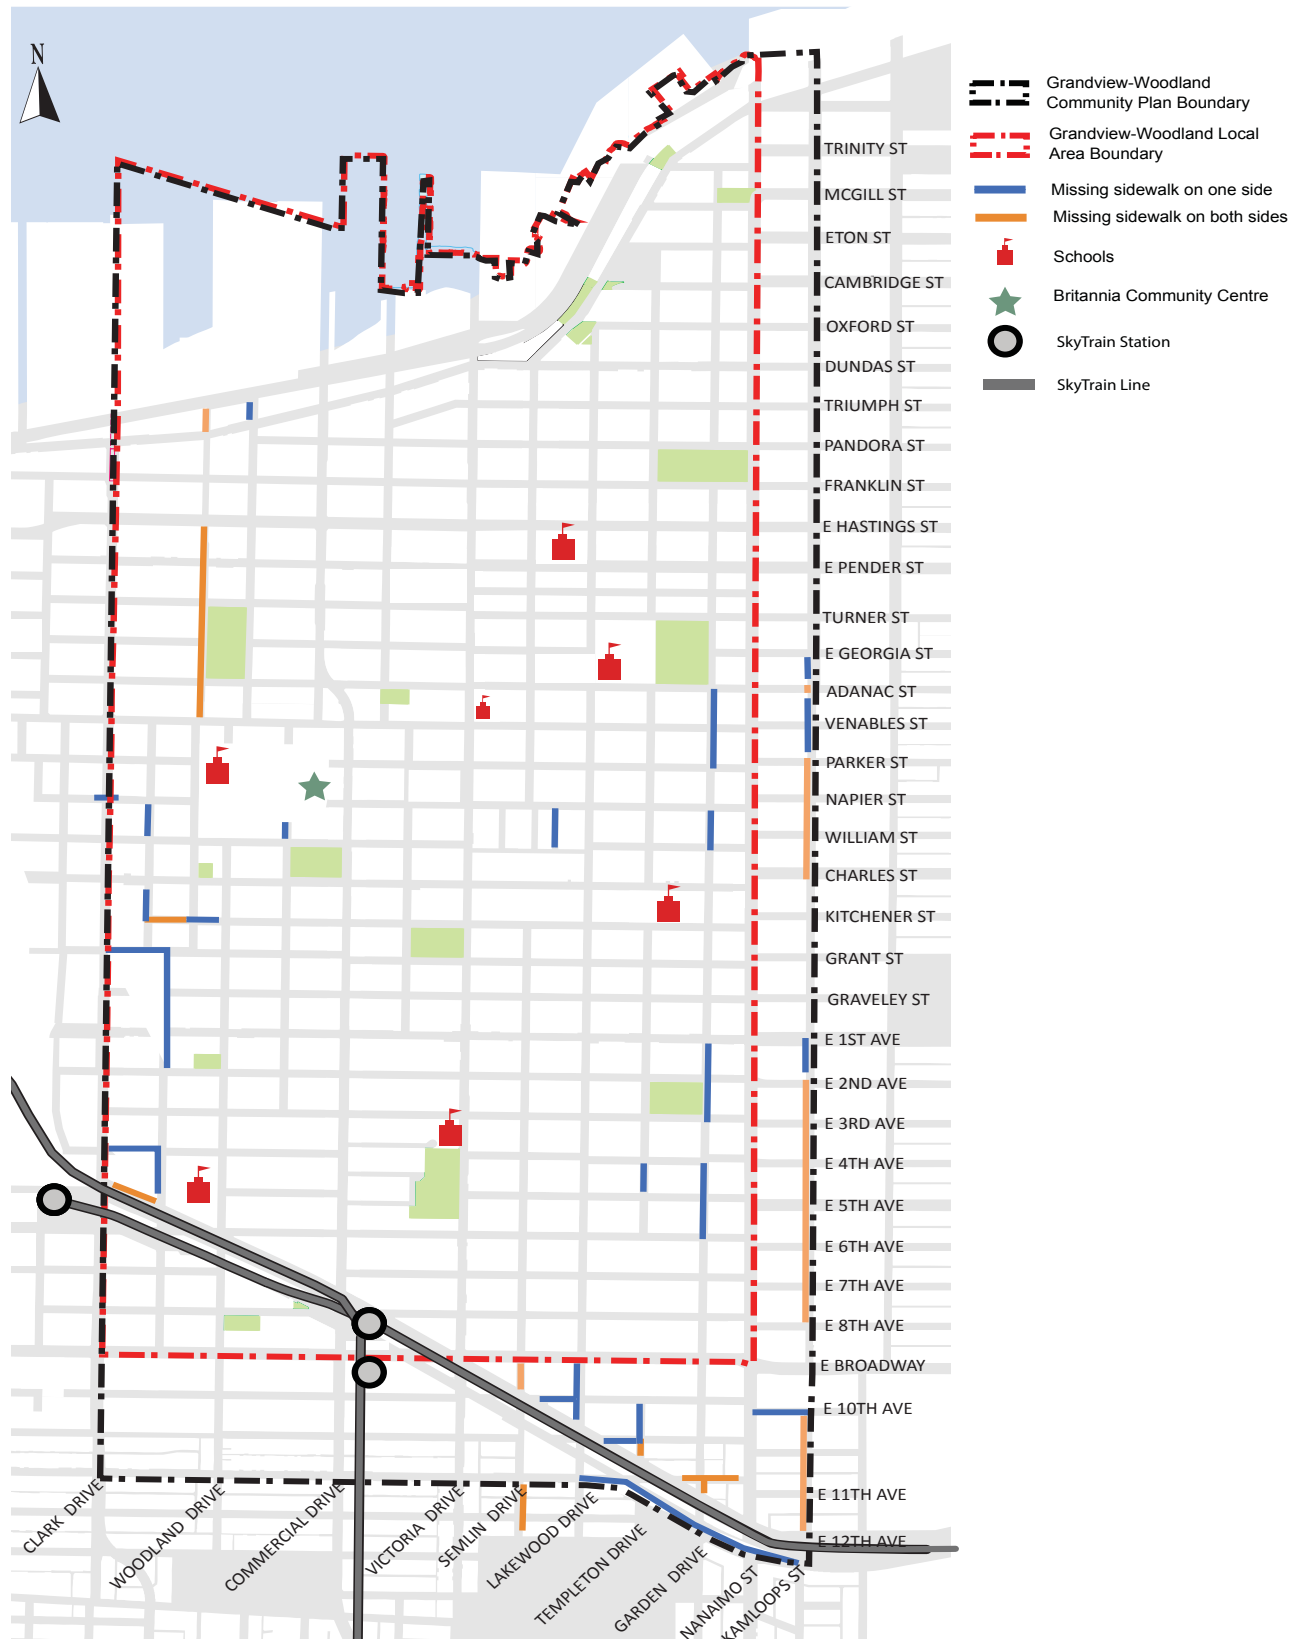 N
Grandview-Woodland
Community Plan Boundary
Grandview-Woodland Local
Area Boundary
Missing sidewalk on one side
Missing sidewalk on both sides
Schools
Britannia Community Centre
SkyTrain Station
SkyTrain Line
TRINITY ST
MCGILL ST
ETON ST
CAMBRIDGE ST
OXFORD ST
DUNDAS ST
TRIUMPH ST
PANDORA ST
FRANKLIN ST
E HASTINGS ST
E PENDER ST
TURNER ST
E GEORGIA ST
ADANAC ST
VENABLES ST
PARKER ST
NAPIER ST
WILLIAM ST
CHARLES ST
KITCHENER ST
GRANT ST
GRAVELEY ST
E 1ST AVE
E 2ND AVE
E 3RD AVE
E 4TH AVE
E 5TH AVE
E 6TH AVE
E 7TH AVE
E 8TH AVE
E BROADWAY
E 10TH AVE
E 11TH AVE
E 12TH AVE
CLARK DRIVE
WOODLAND DRIVE
COMMERCIAL DRIVE
VICTORIA DRIVE
SEMLIN DRIVE
LAKEWOOD DRIVE
TEMPLETON DRIVE
GARDEN DRIVE
NANAIMO ST
KAMLOOPS ST